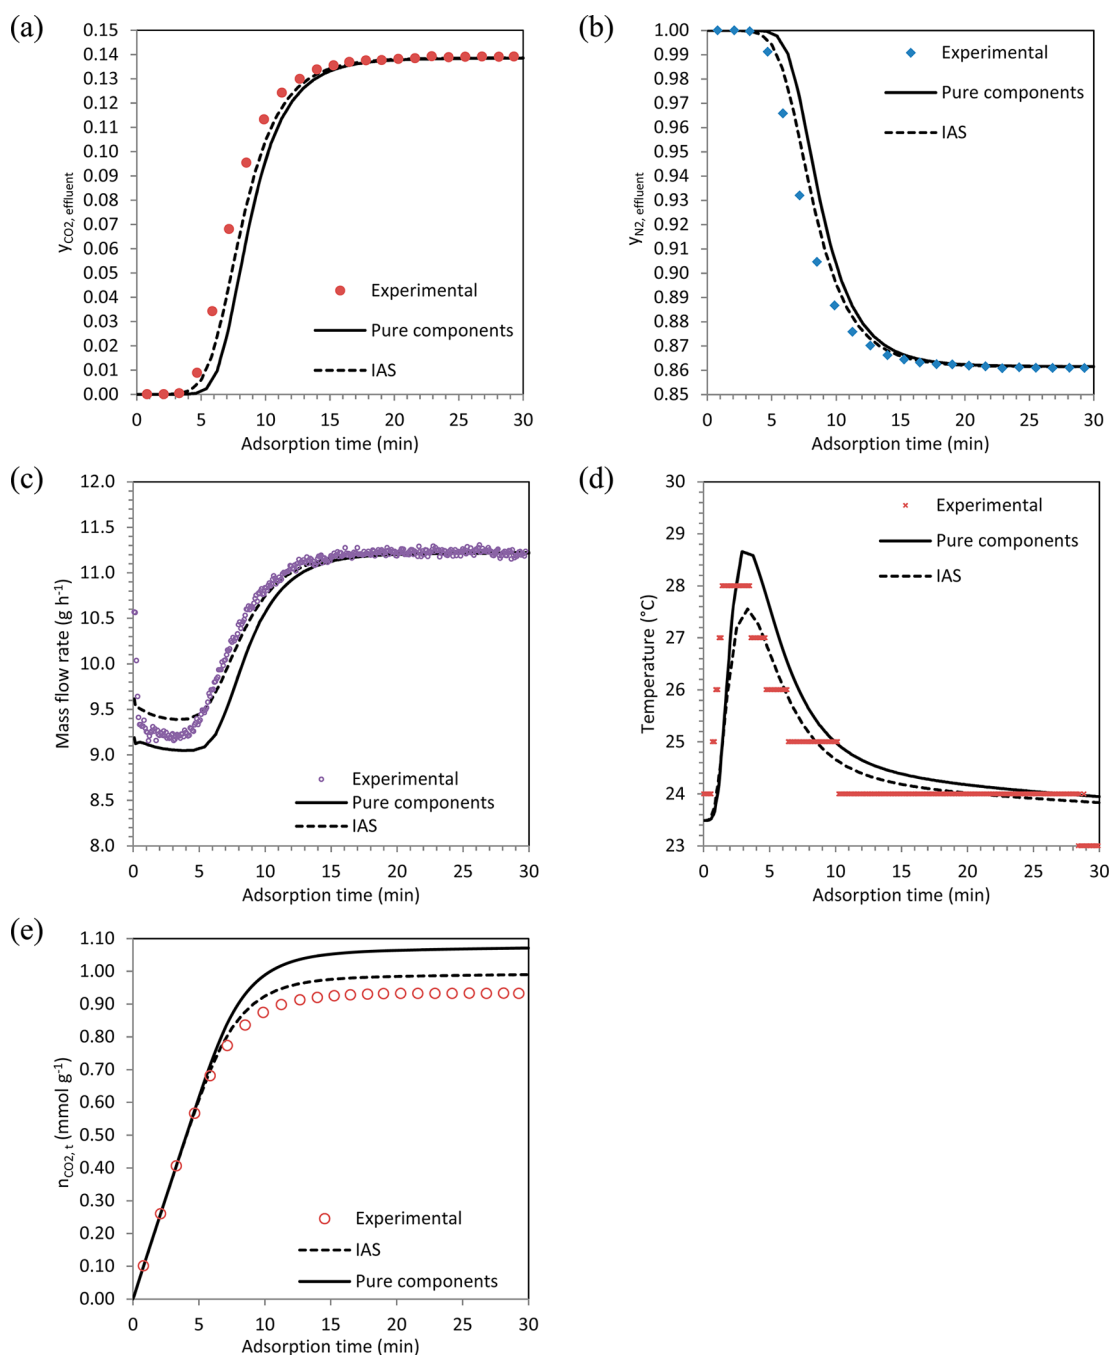 (a)
0.15
0.14
0.13
0.12
0.11
0.10
0.09
0.08
0.07
0.06
0.05
0.04
0.03
0.02
0.01
0.00
yCO2, effluent
Experimental
Pure components
IAS
0 5 10 15 20 25 30
Adsorption time (min)
(b)
1.00
0.99
0.98
0.97
0.96
0.95
0.94
0.93
0.92
0.91
0.90
0.89
0.88
0.87
0.86
0.85
yN2, effluent
Experimental
Pure components
IAS
0 5 10 15 20 25 30
Adsorption time (min)
(c)
12.0
11.5
11.0
10.5
10.0
9.5
9.0
8.5
8.0
Mass flow rate (g h-1)
Experimental
Pure components
IAS
0 5 10 15 20 25 30
Adsorption time (min)
(d)
30
29
28
27
26
25
24
23
Temperature (°C)
Experimental
Pure components
IAS
0 5 10 15 20 25 30
Adsorption time (min)
(e)
1.10
1.00
0.90
0.80
0.70
0.60
0.50
0.40
0.30
0.20
0.10
0.00
nCO2, t (mmol g-1)
Experimental
IAS
Pure components
0 5 10 15 20 25 30
Adsorption time (min)